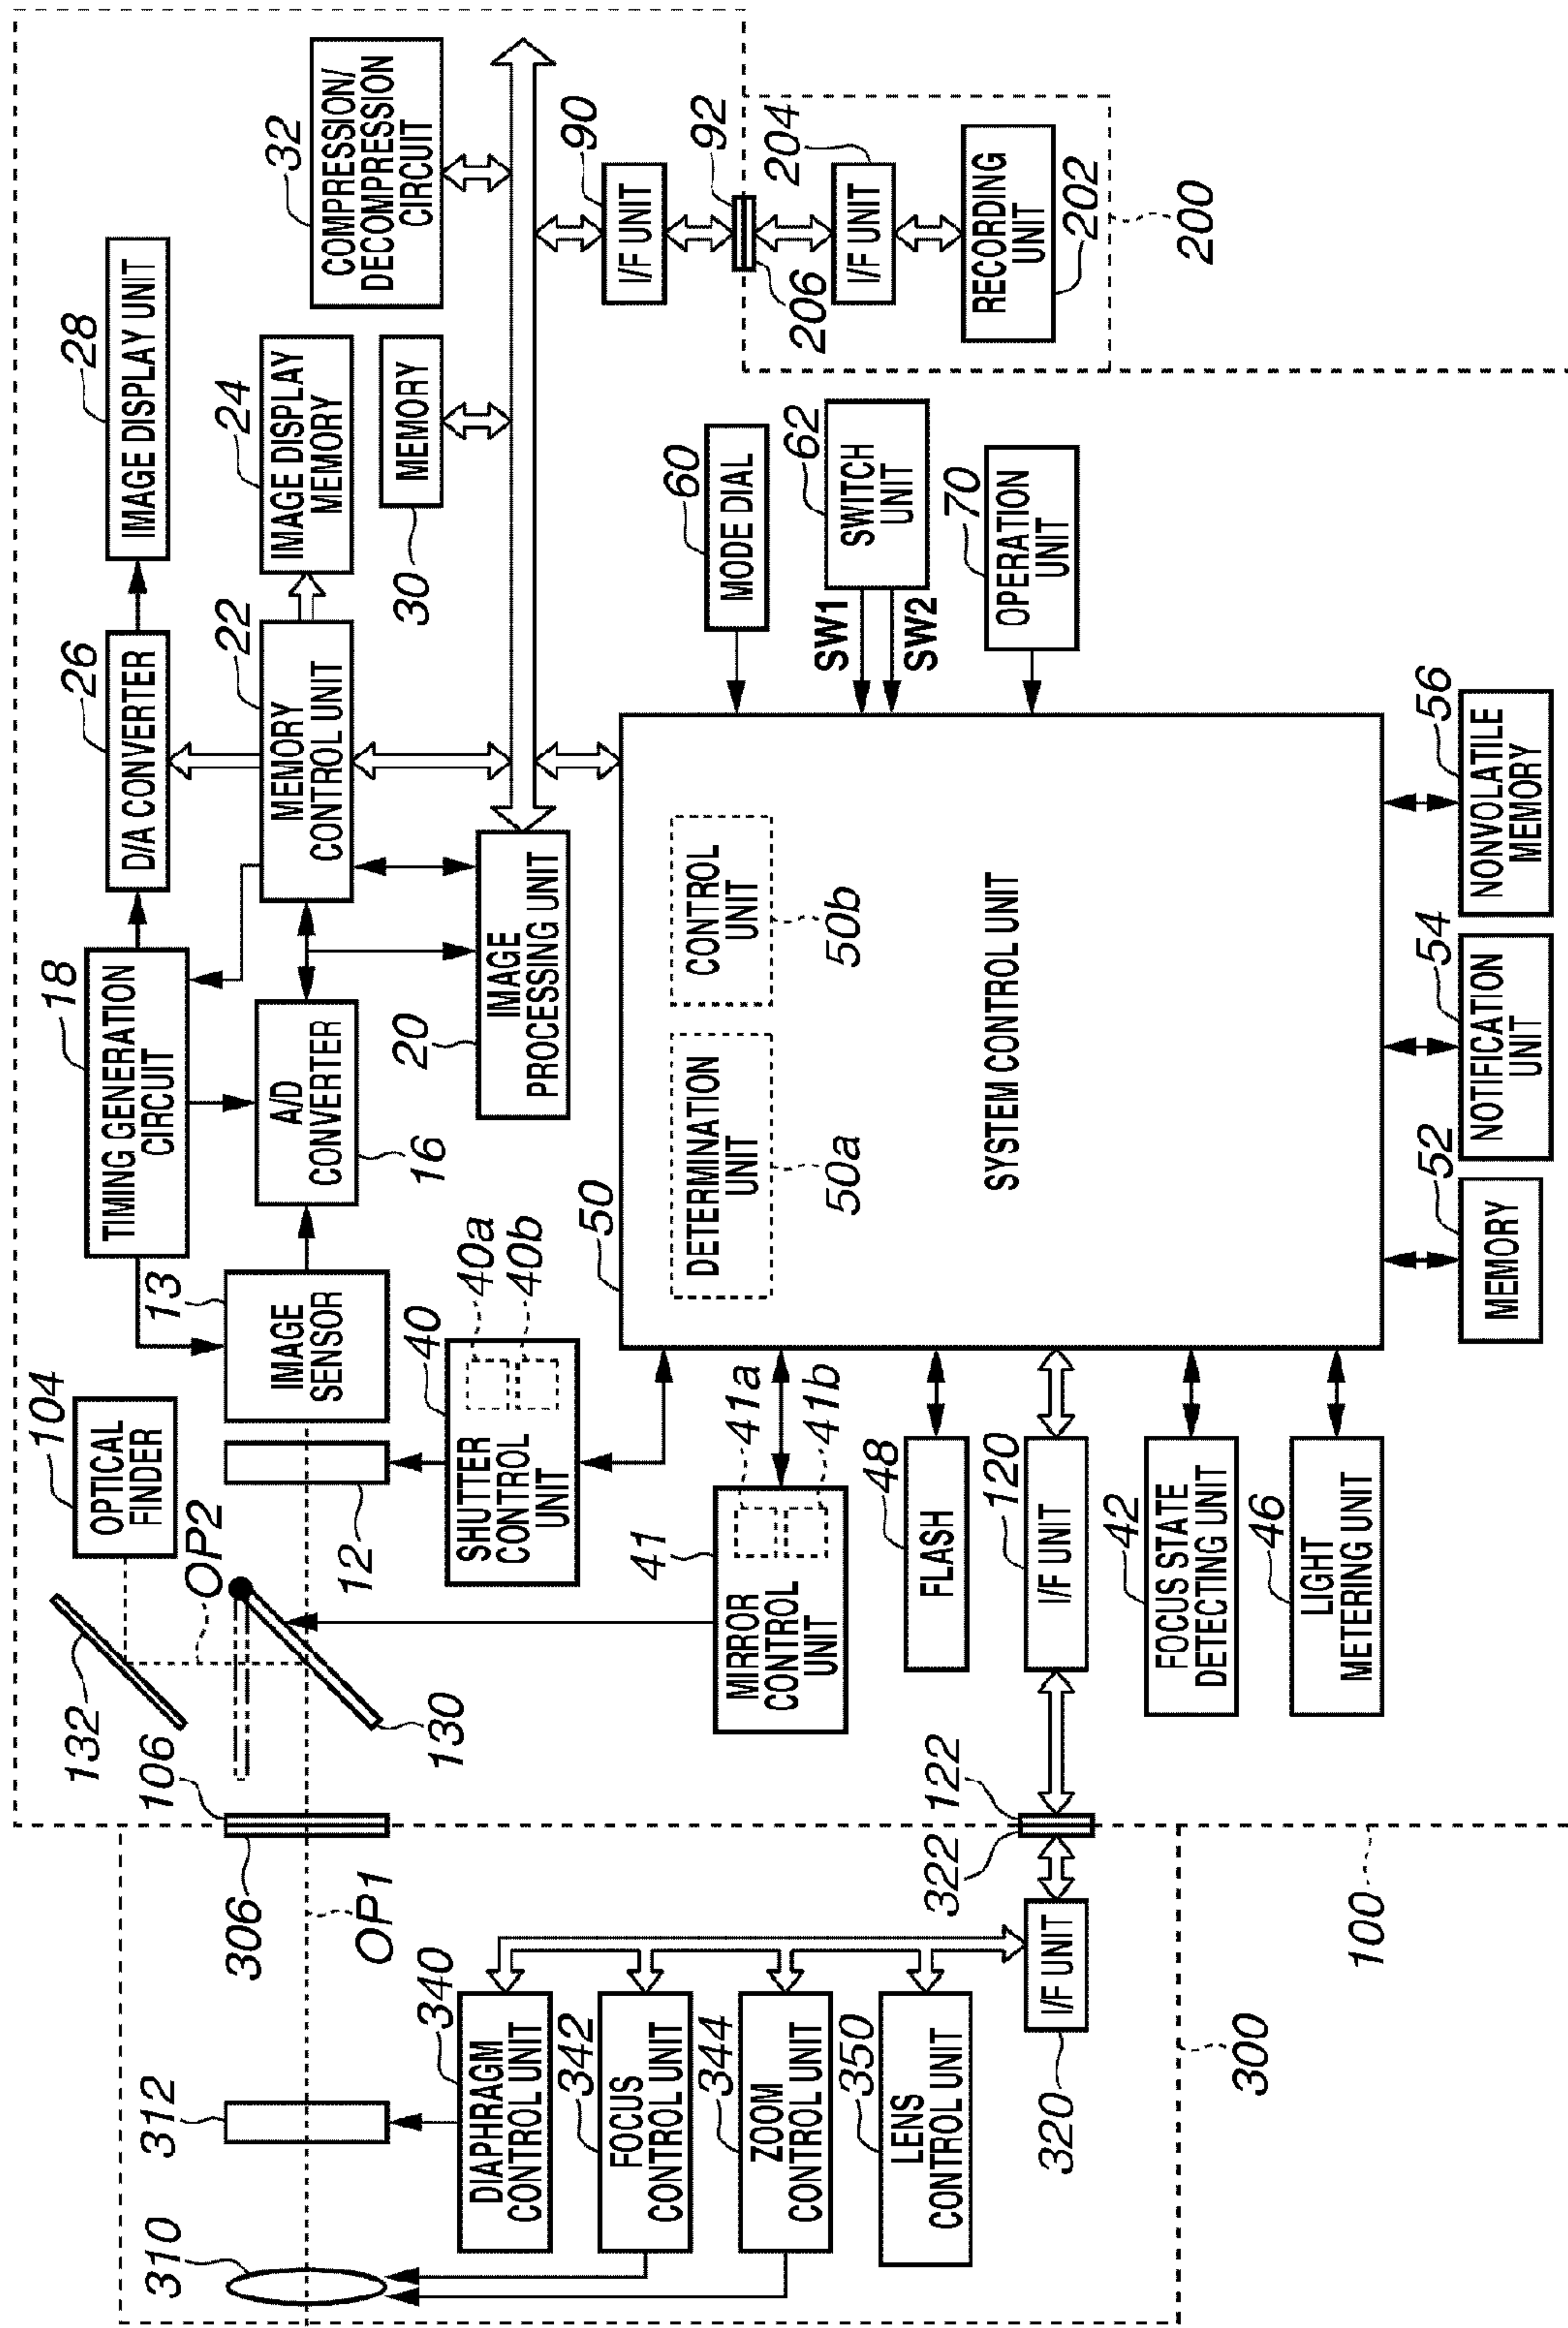 310
312
306
106
132
OP1
OP2
104
OPTICAL
FINDER
130
12
13
IMAGE
SENSOR
18
TIMING GENERATION
CIRCUIT
A/D
CONVERTER
16
26
D/A CONVERTER
28
IMAGE DISPLAY UNIT
22
MEMORY
CONTROL UNIT
24
IMAGE DISPLAY
MEMORY
MEMORY
30
32
COMPRESSION/
DECOMPRESSION
CIRCUIT
20
IMAGE
PROCESSING UNIT
40
40a
40b
SHUTTER
CONTROL
UNIT
41
41a
41b
MIRROR
CONTROL
UNIT
340
DIAPHRAGM
CONTROL UNIT
342
FOCUS
CONTROL UNIT
344
ZOOM
CONTROL UNIT
350
LENS
CONTROL UNIT
I/F UNIT
320
322
122
300
100
48
FLASH
120
I/F UNIT
42
FOCUS STATE
DETECTING UNIT
46
LIGHT
METERING UNIT
50
DETERMINATION
UNIT
50a
CONTROL
UNIT
50b
SYSTEM CONTROL UNIT
52
MEMORY
54
NOTIFICATION
UNIT
56
NONVOLATILE
MEMORY
60
MODE DIAL
62
SWITCH
UNIT
SW1
SW2
70
OPERATION
UNIT
90
I/F UNIT
92
206
204
I/F UNIT
RECORDING
UNIT
202
200